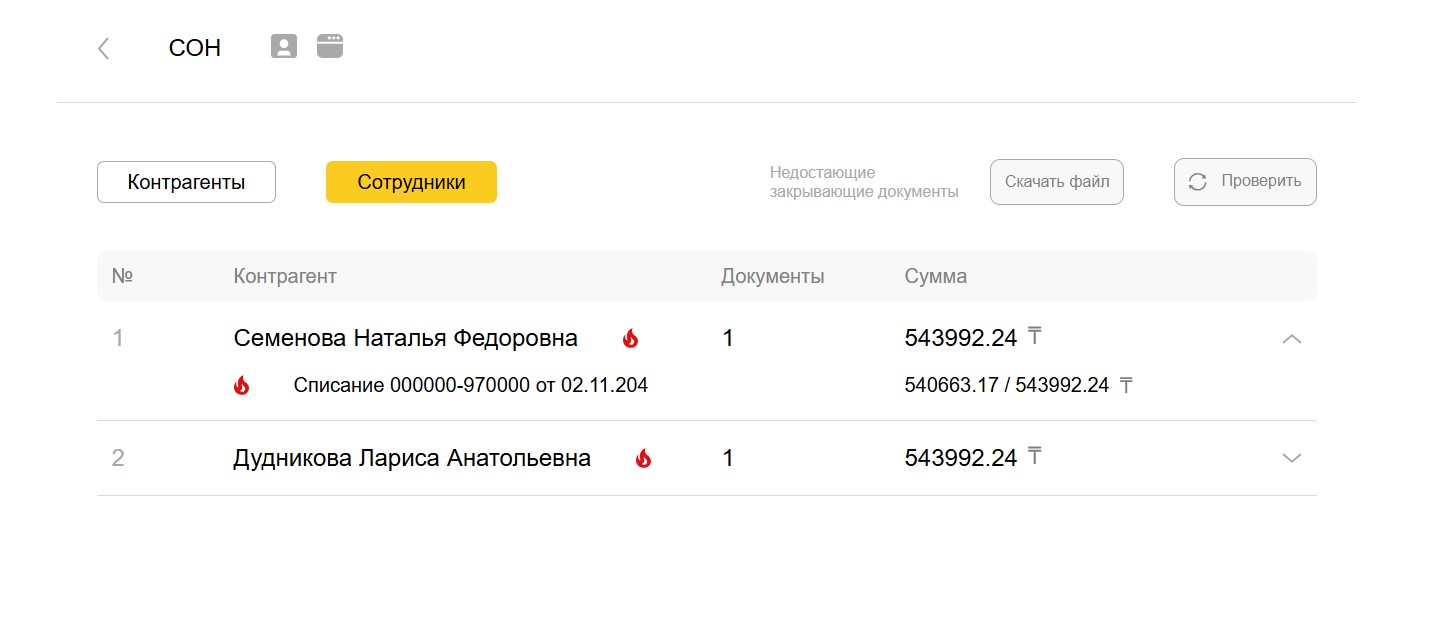 СОН
Контрагенты
Сотрудники
Недостающие
закрывающие документы
Скачать файл
Проверить
№ Контрагент Документы Сумма
1 Семенова Наталья Федоровна 1 543992.24 ₸
Списание 000000-970000 от 02.11.204 540663.17 / 543992.24 ₸
2 Дудникова Лариса Анатольевна 1 543992.24 ₸